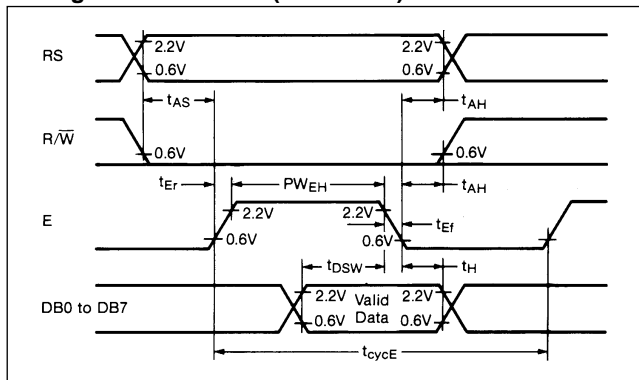 RS 2.2V 2.2V
0.6V 0.6V
tAS tAH
R/W̅ 0.6V 0.6V
tEr PWEH tAH
E 2.2V 2.2V tEf
0.6V 0.6V
tDSW tH
DB0 to DB7 2.2V Valid 2.2V
0.6V Data 0.6V
tcycE